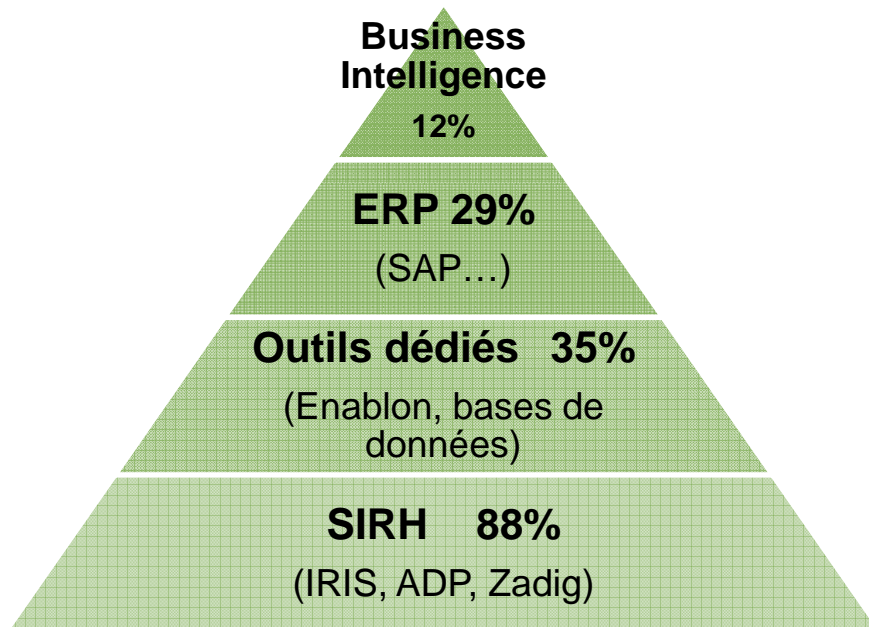 Business
Intelligence
12%
ERP 29%
(SAP…)
Outils dédiés 35%
(Enablon, bases de
données)
SIRH 88%
(IRIS, ADP, Zadig)